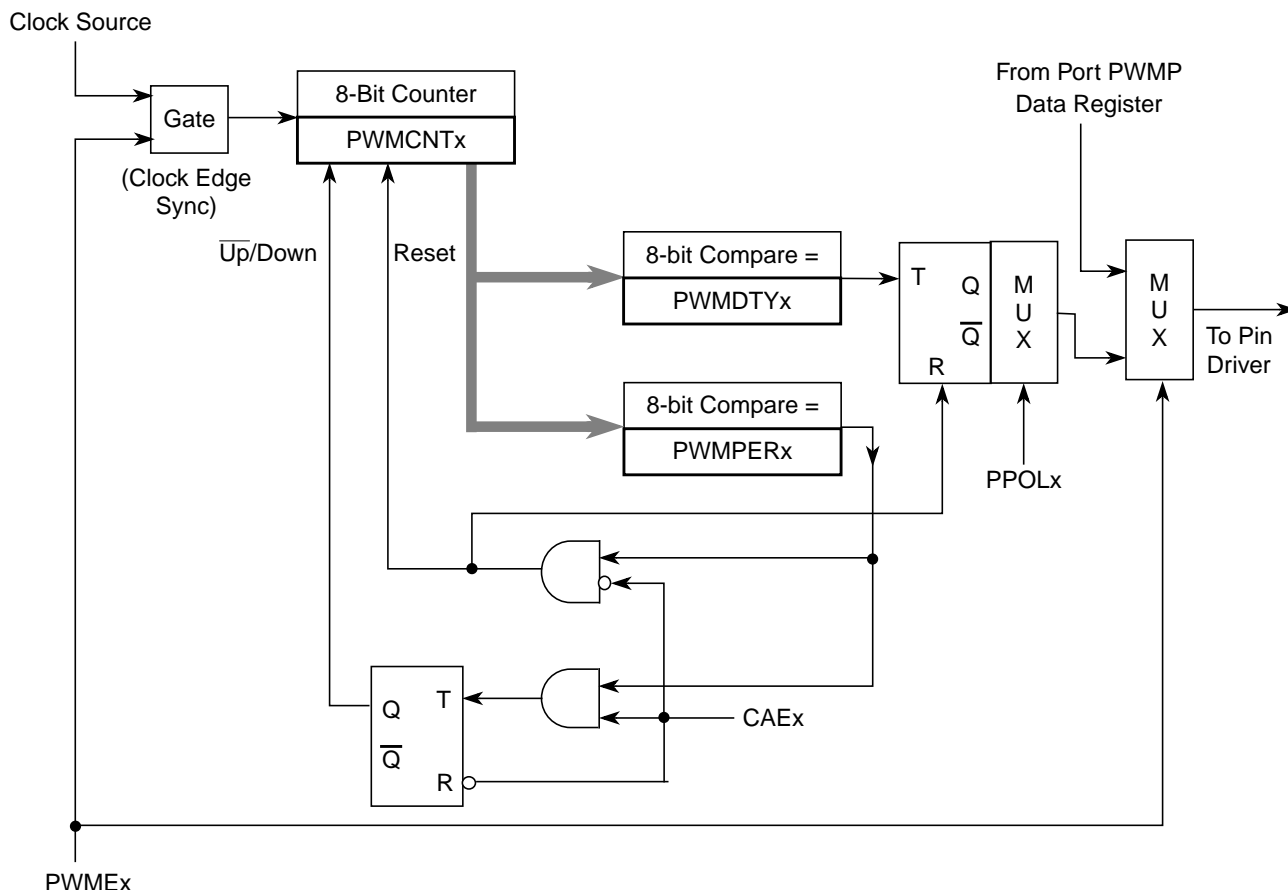 Clock Source
8-Bit Counter
PWMCNTx
Gate
(Clock Edge
Sync)
From Port PWMP
Data Register
U̅p̅/Down
Reset
8-bit Compare =
PWMDTYx
T
Q
Q̅
R
M
U
X
M
U
X
To Pin
Driver
8-bit Compare =
PWMPERx
PPOLx
Q
Q̅
T
R
CAEx
PWMEx